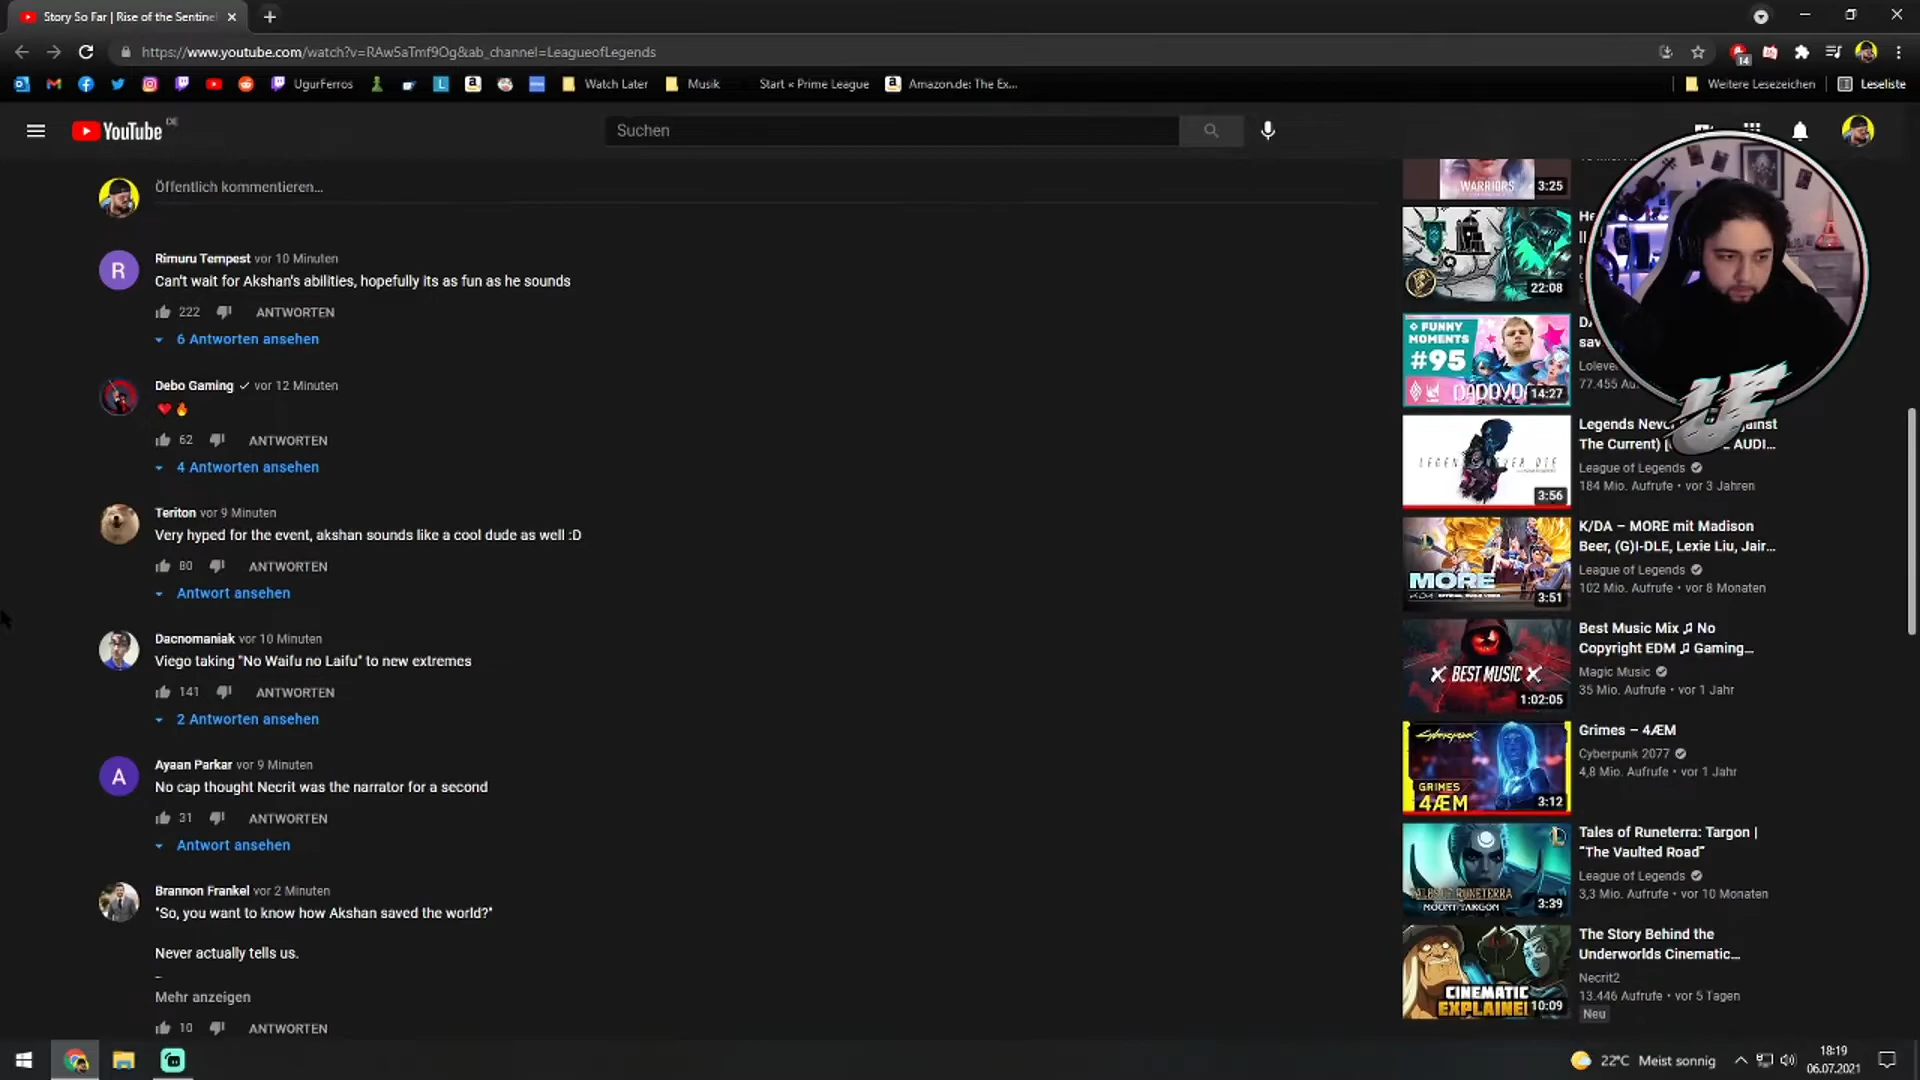 Story So Far | Rise of the Sentinel
https://www.youtube.com/watch?v=RAw5aTmf9Og&ab_channel=LeagueofLegends
14
UgurFerros
Watch Later
Musik
Start « Prime League
Amazon.de: The Ex...
Weitere Lesezeichen
Leseliste
YouTube DE
Suchen
Öffentlich kommentieren...
Rimuru Tempest vor 10 Minuten
Can't wait for Akshan's abilities, hopefully its as fun as he sounds
222 ANTWORTEN
6 Antworten ansehen
Debo Gaming vor 12 Minuten
❤️🔥
62 ANTWORTEN
4 Antworten ansehen
Teriton vor 9 Minuten
Very hyped for the event, akshan sounds like a cool dude as well :D
80 ANTWORTEN
Antwort ansehen
Dacnomaniak vor 10 Minuten
Viego taking "No Waifu no Laifu" to new extremes
141 ANTWORTEN
2 Antworten ansehen
A
Ayaan Parkar vor 9 Minuten
No cap thought Necrit was the narrator for a second
31 ANTWORTEN
Antwort ansehen
Brannon Frankel vor 2 Minuten
"So, you want to know how Akshan saved the world?"
Never actually tells us.
–
Mehr anzeigen
10 ANTWORTEN
R
WARRIORS
3:25
22:08
FUNNY
MOMENTS
#95
14:27
77.455
UF
LEGENDS NEVER DIE
3:56
The Current)
AUDI...
League of Legends
184 Mio. Aufrufe • vor 3 Jahren
MORE
3:51
K/DA – MORE mit Madison
Beer, (G)I-DLE, Lexie Liu, Jair...
League of Legends
102 Mio. Aufrufe • vor 8 Monaten
BEST MUSIC
1:02:05
Best Music Mix ♫ No
Copyright EDM ♫ Gaming...
Magic Music
35 Mio. Aufrufe • vor 1 Jahr
Cyberpunk
GRIMES
4ÆM
3:12
Grimes – 4ÆM
Cyberpunk 2077
4,8 Mio. Aufrufe • vor 1 Jahr
TALES OF RUNETERRA
MOUNT TARGON
3:39
Tales of Runeterra: Targon |
"The Vaulted Road"
League of Legends
3,3 Mio. Aufrufe • vor 10 Monaten
CINEMATIC
EXPLAINED
10:09
The Story Behind the
Underworlds Cinematic...
Necrit2
13.446 Aufrufe • vor 5 Tagen
Neu
22°C Meist sonnig
18:19
06.07.2021